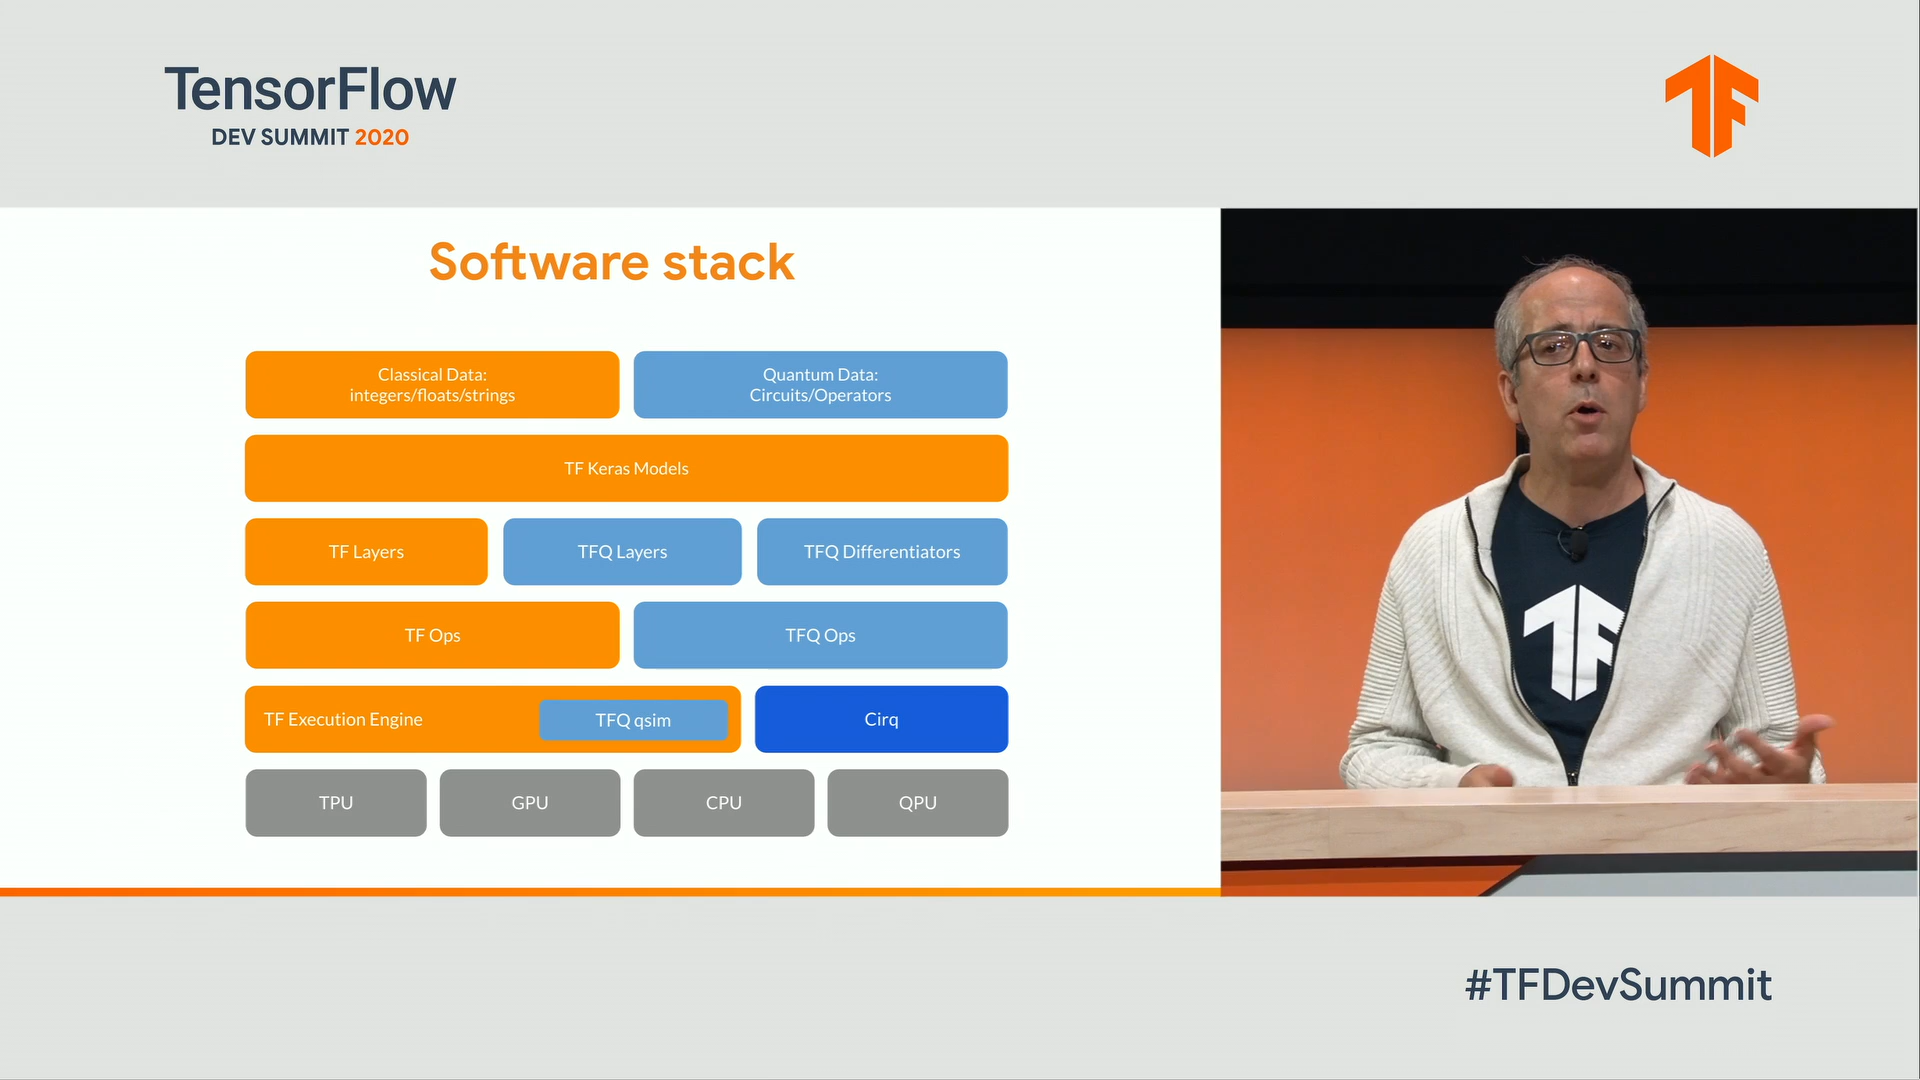 TensorFlow
DEV SUMMIT 2020
TF
Software stack
Classical Data:
integers/floats/strings
Quantum Data:
Circuits/Operators
TF Keras Models
TF Layers
TFQ Layers
TFQ Differentiators
TF Ops
TFQ Ops
TF Execution Engine
TFQ qsim
Cirq
TPU
GPU
CPU
QPU
TF
#TFDevSummit